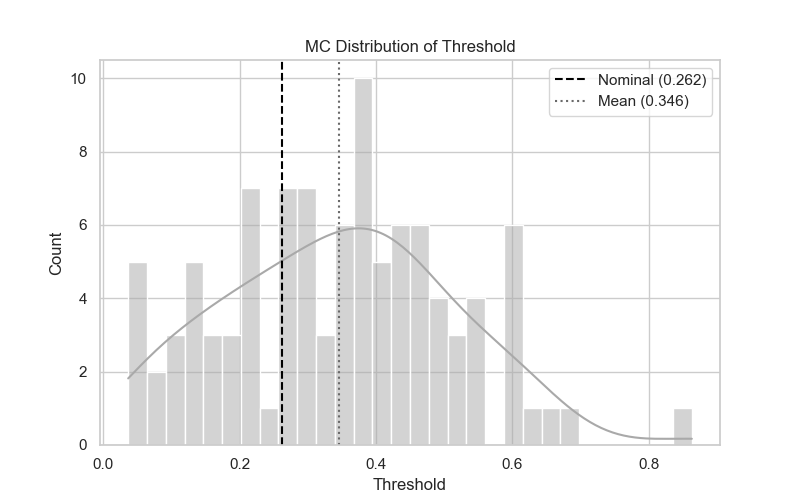 MC Distribution of Threshold
Nominal (0.262)
Mean (0.346)
10
8
6
4
2
0
Count
0.0 0.2 0.4 0.6 0.8
Threshold